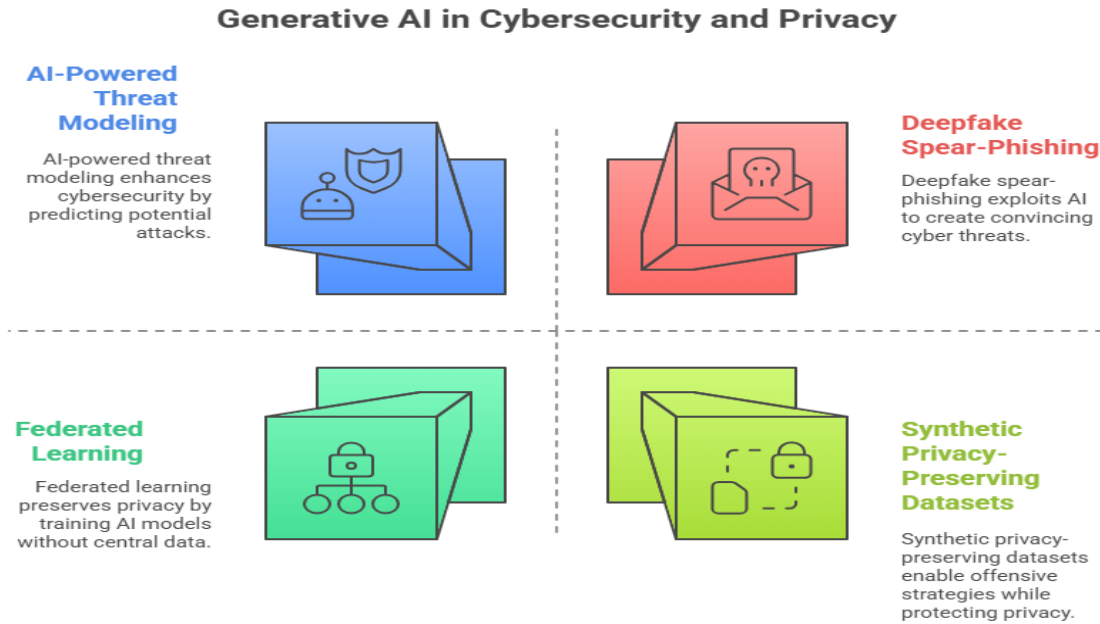 Generative AI in Cybersecurity and Privacy
AI-Powered
Threat
Modeling
AI-powered threat
modeling enhances
cybersecurity by
predicting potential
attacks.
Deepfake
Spear-Phishing
Deepfake spear-
phishing exploits AI
to create convincing
cyber threats.
Federated
Learning
Federated learning
preserves privacy by
training AI models
without central data.
Synthetic
Privacy-
Preserving
Datasets
Synthetic privacy-
preserving datasets
enable offensive
strategies while
protecting privacy.